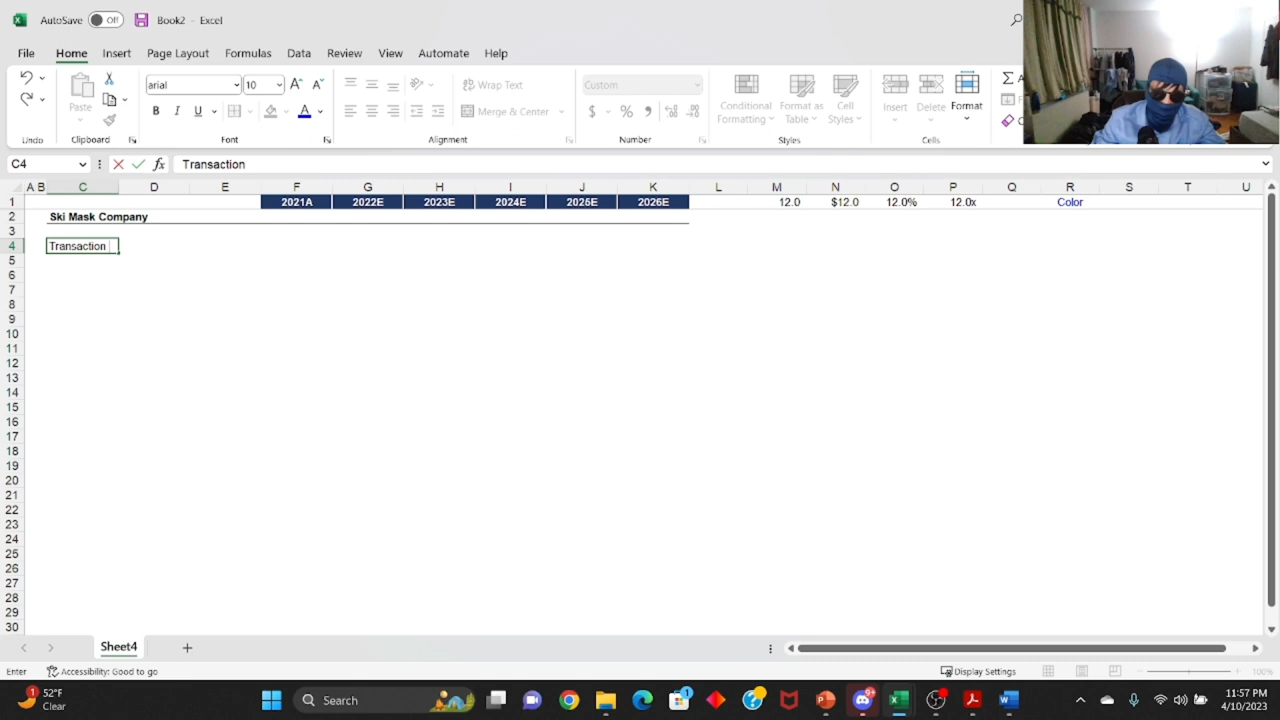 AutoSave Off Book2 - Excel
File Home Insert Page Layout Formulas Data Review View Automate Help
arial 10 Wrap Text Custom
Paste B I U Merge & Center $ % Conditional Formatting Format as Table Cell Styles Insert Delete Format
Undo Clipboard Font Alignment Number Styles Cells
C4 fx Transaction
A B C D E F G H I J K L M N O P Q R S T U
1 2021A 2022E 2023E 2024E 2025E 2026E 12.0 $12.0 12.0% 12.0x Color
2 Ski Mask Company
3
4 Transaction
5
6
7
8
9
10
11
12
13
14
15
16
17
18
19
20
21
22
23
24
25
26
27
28
29
30
Sheet4
Enter Accessibility: Good to go Display Settings 100%
1 52°F Search 1 9+ 11:57 PM
Clear 4/10/2023